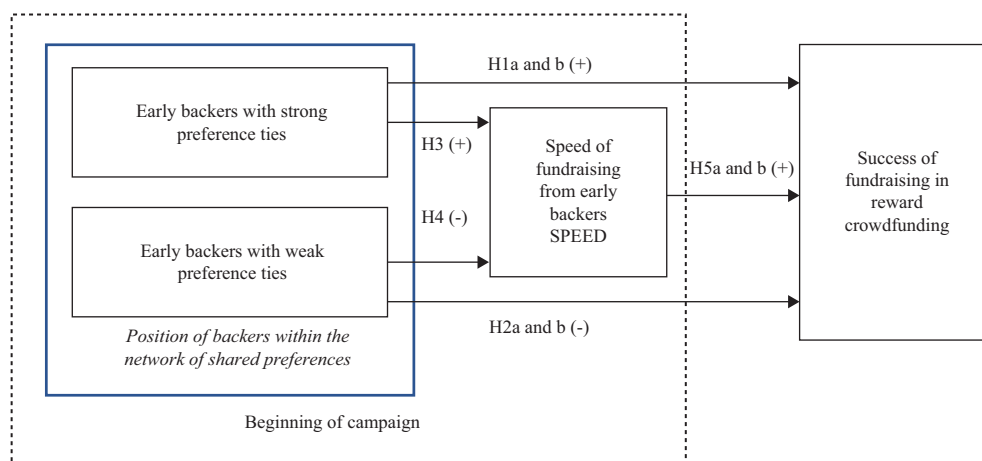 Early backers with strong
preference ties
Early backers with weak
preference ties
Position of backers within the
network of shared preferences
Beginning of campaign
H1a and b (+)
H3 (+)
H4 (-)
H2a and b (-)
Speed of
fundraising
from early
backers
SPEED
H5a and b (+)
Success of
fundraising in
reward
crowdfunding